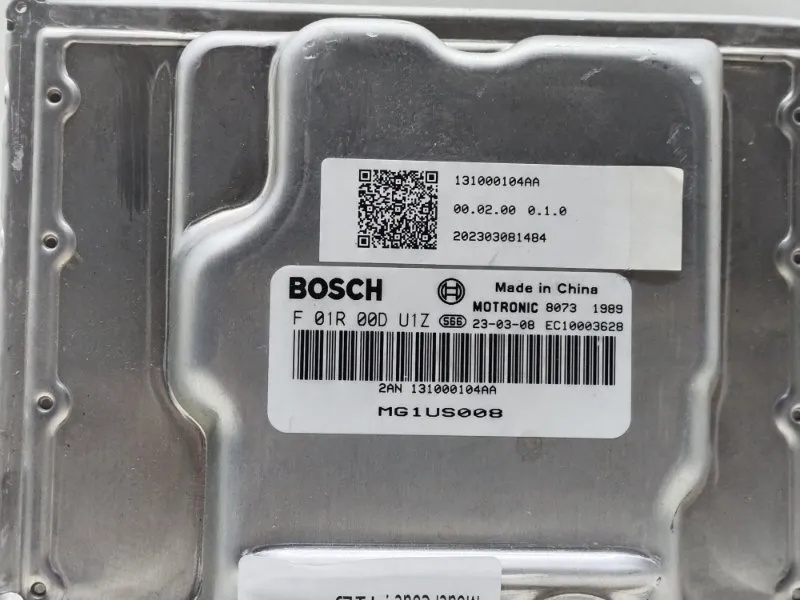 131000104AA
00.02.00 0.1.0
202303081484
BOSCH Made in China
MOTRONIC 8073 1989
F 01R 00D U1Z S66 23-03-08 EC10003628
2AN 131000104AA
MG1US008